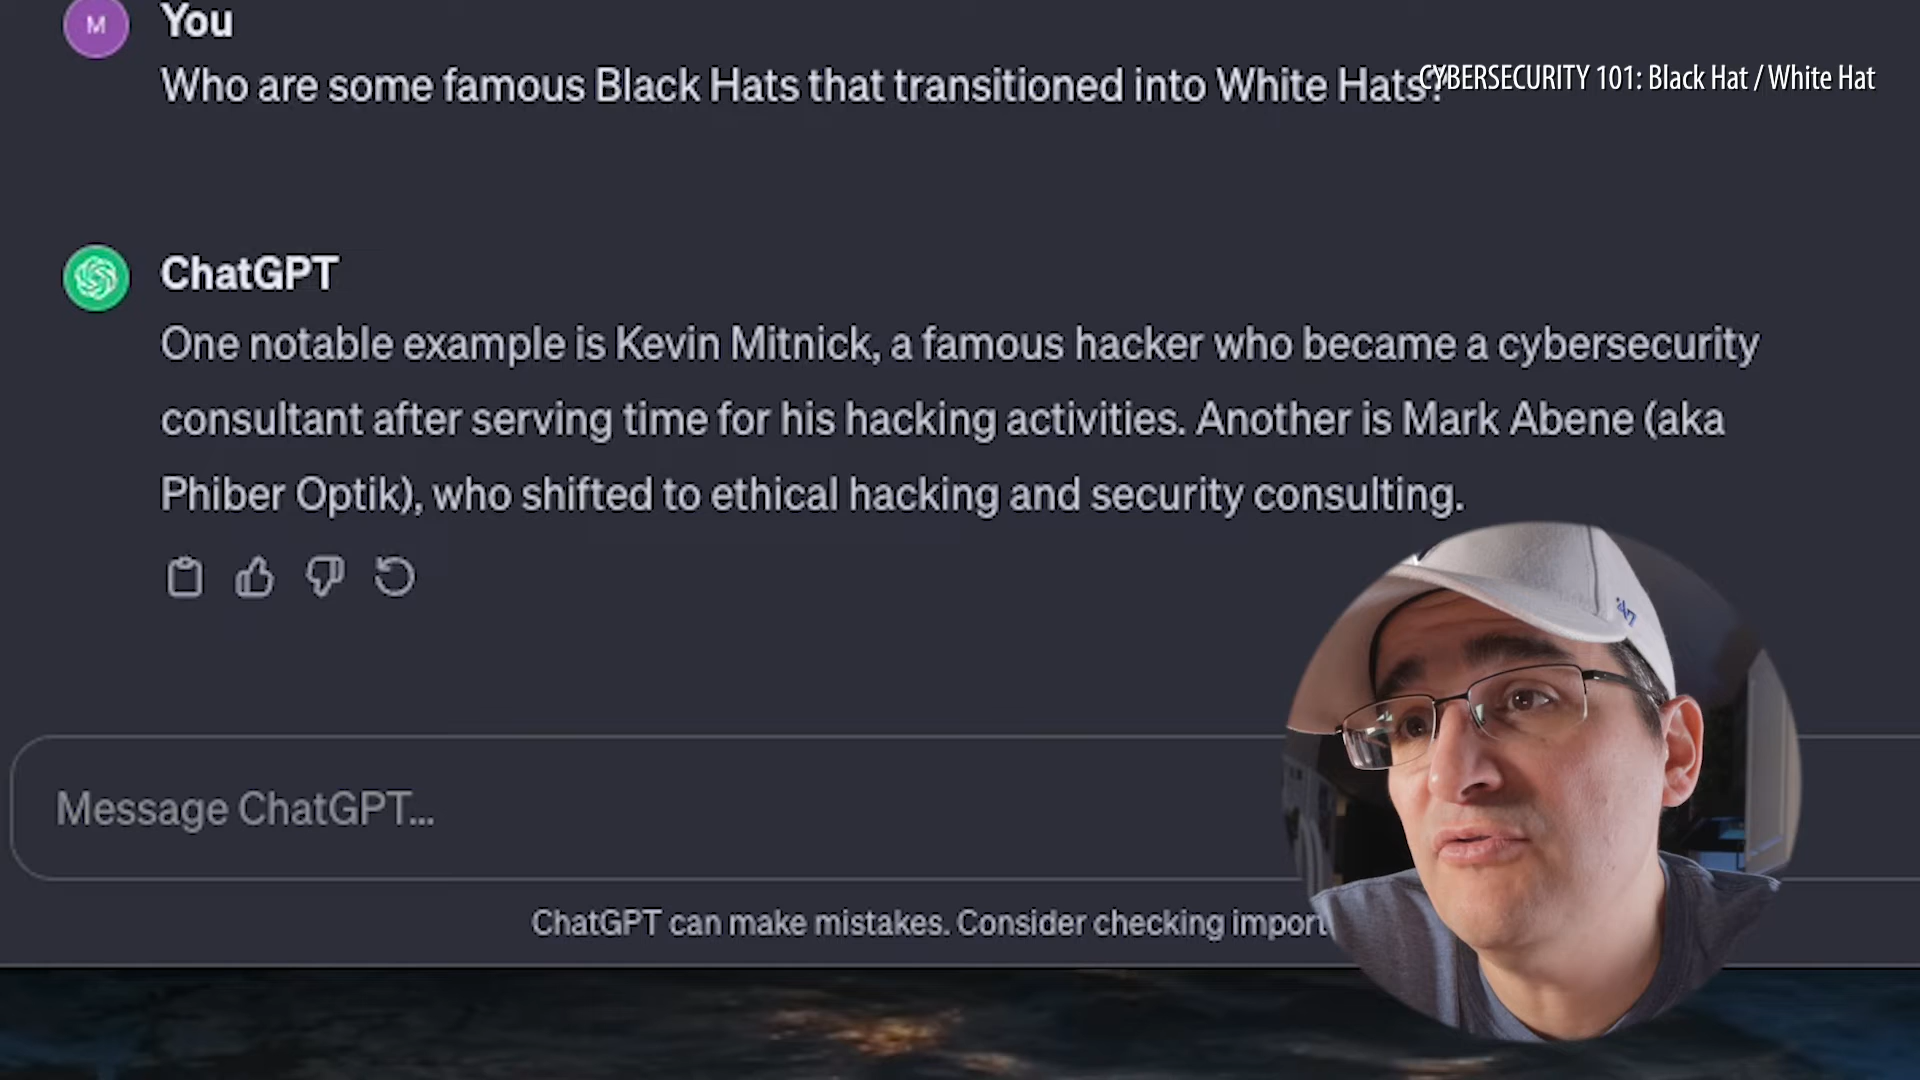 M
You
Who are some famous Black Hats that transitioned into White Hats?
CYBERSECURITY 101: Black Hat / White Hat
ChatGPT
One notable example is Kevin Mitnick, a famous hacker who became a cybersecurity
consultant after serving time for his hacking activities. Another is Mark Abene (aka
Phiber Optik), who shifted to ethical hacking and security consulting.
'47
Message ChatGPT...
ChatGPT can make mistakes. Consider checking import